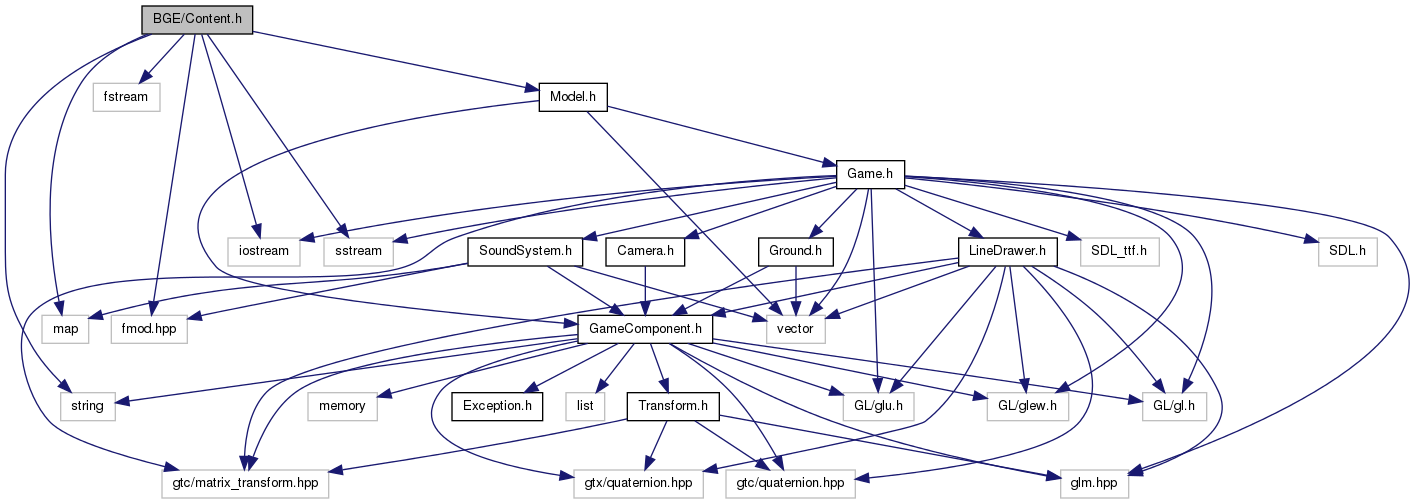 BGE/Content.h
fstream
Model.h
Game.h
iostream
sstream
SoundSystem.h
Camera.h
Ground.h
LineDrawer.h
SDL_ttf.h
SDL.h
map
fmod.hpp
GameComponent.h
vector
string
memory
Exception.h
list
Transform.h
GL/glu.h
GL/glew.h
GL/gl.h
gtc/matrix_transform.hpp
gtx/quaternion.hpp
gtc/quaternion.hpp
glm.hpp